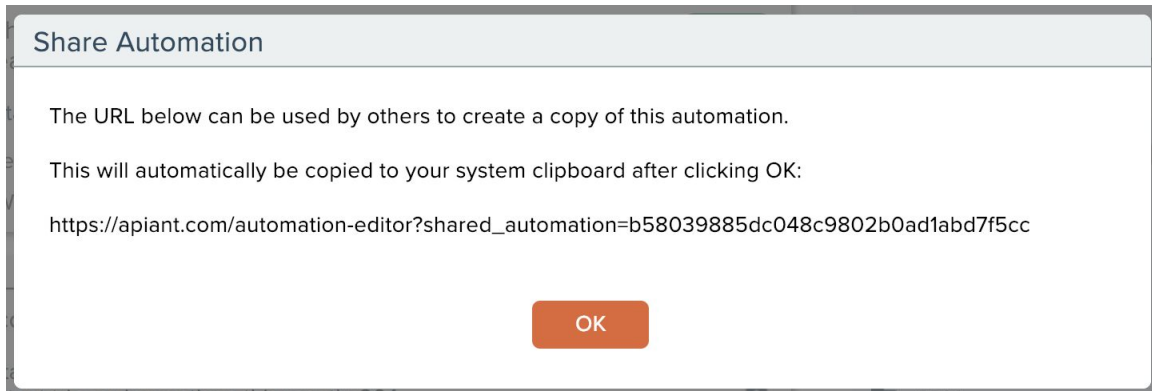 Share Automation
The URL below can be used by others to create a copy of this automation.
This will automatically be copied to your system clipboard after clicking OK:
https://apiant.com/automation-editor?shared_automation=b58039885dc048c9802b0ad1abd7f5cc
OK